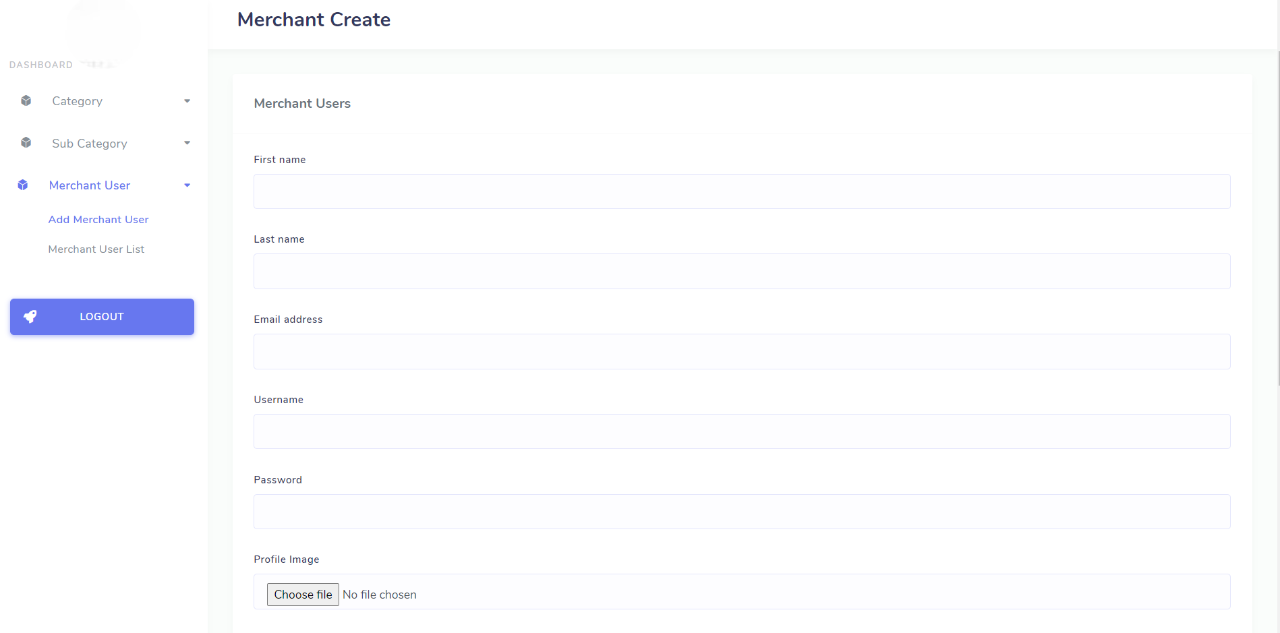 Merchant Create
DASHBOARD
Category
Sub Category
Merchant User
Add Merchant User
Merchant User List
LOGOUT
Merchant Users
First name
Last name
Email address
Username
Password
Profile Image
Choose file No file chosen